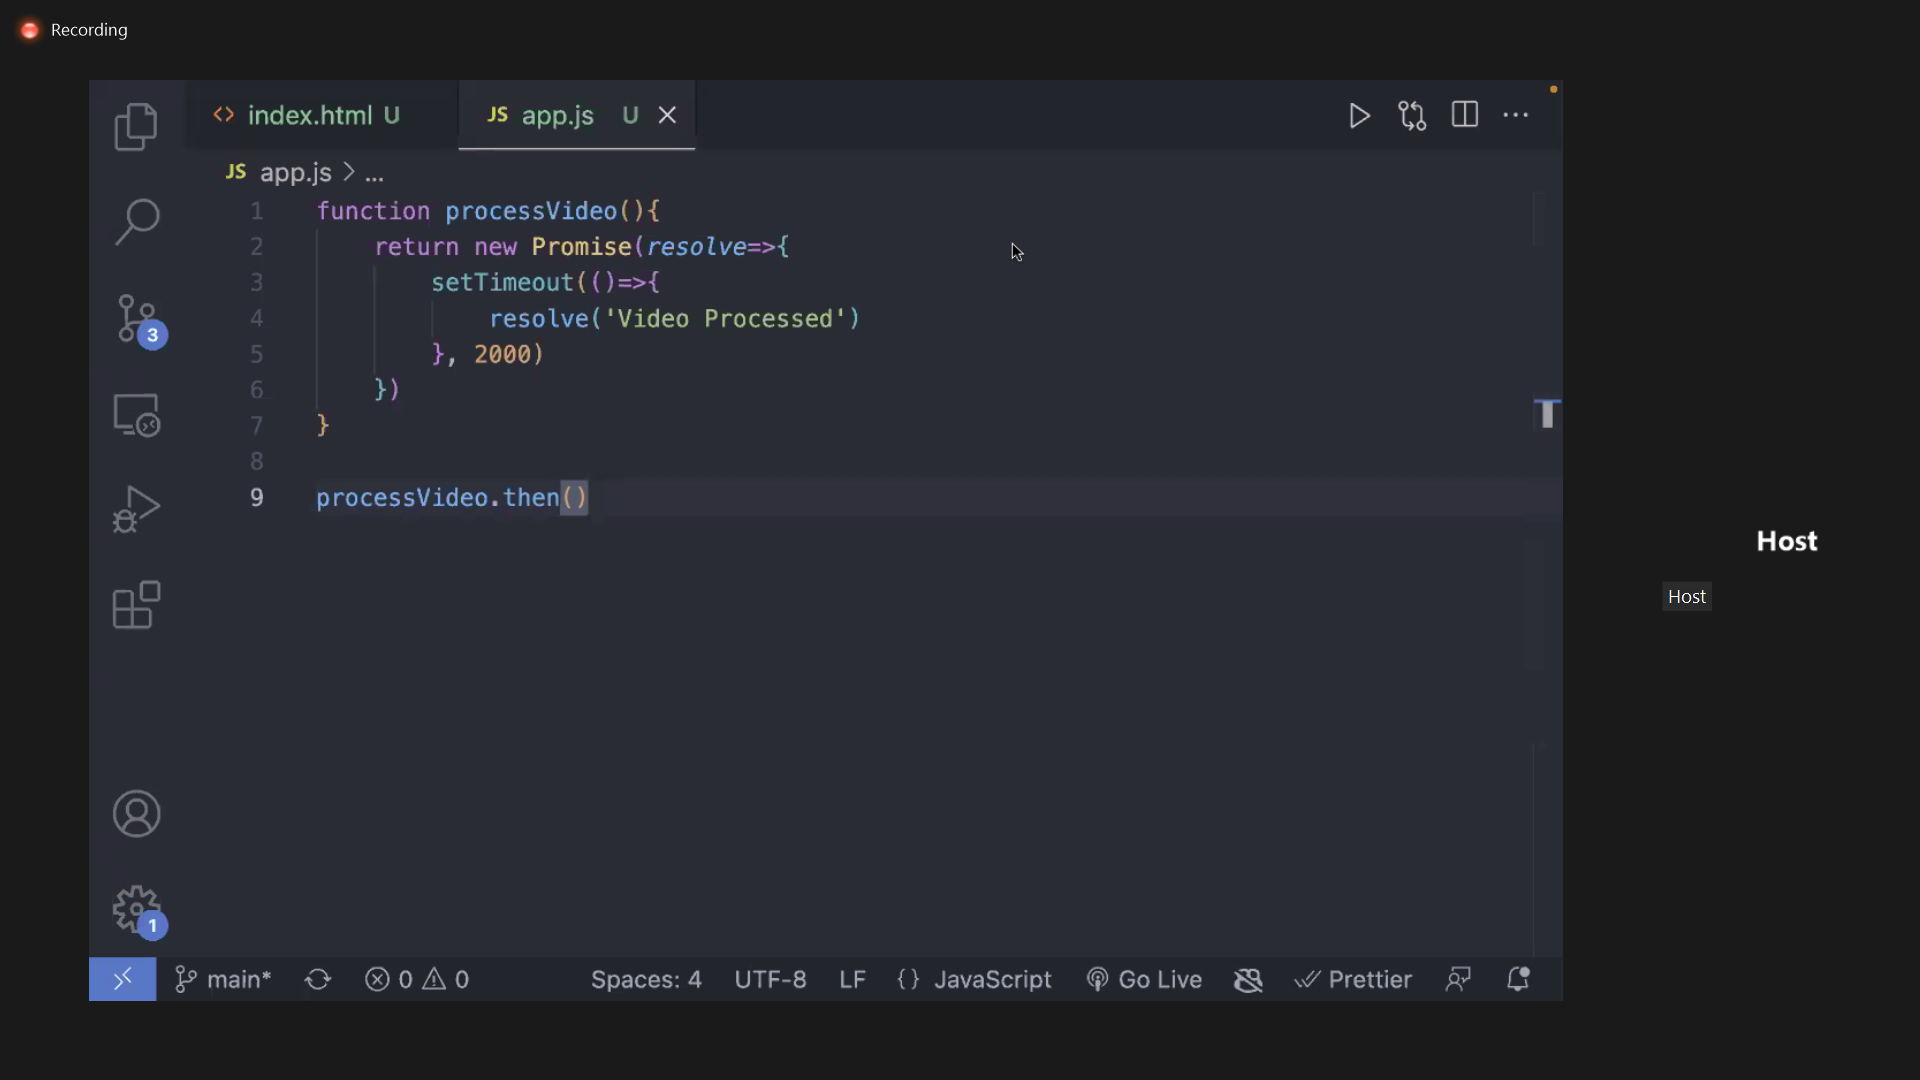 Recording
<> index.html U
JS app.js U
JS app.js > ...
1 function processVideo(){
2     return new Promise(resolve=>{
3         setTimeout(()=>{
4             resolve('Video Processed')
5         }, 2000)
6     })
7 }
8
9 processVideo.then()
3
1
Host
Host
main* 0 0 Spaces: 4 UTF-8 LF {} JavaScript Go Live Prettier